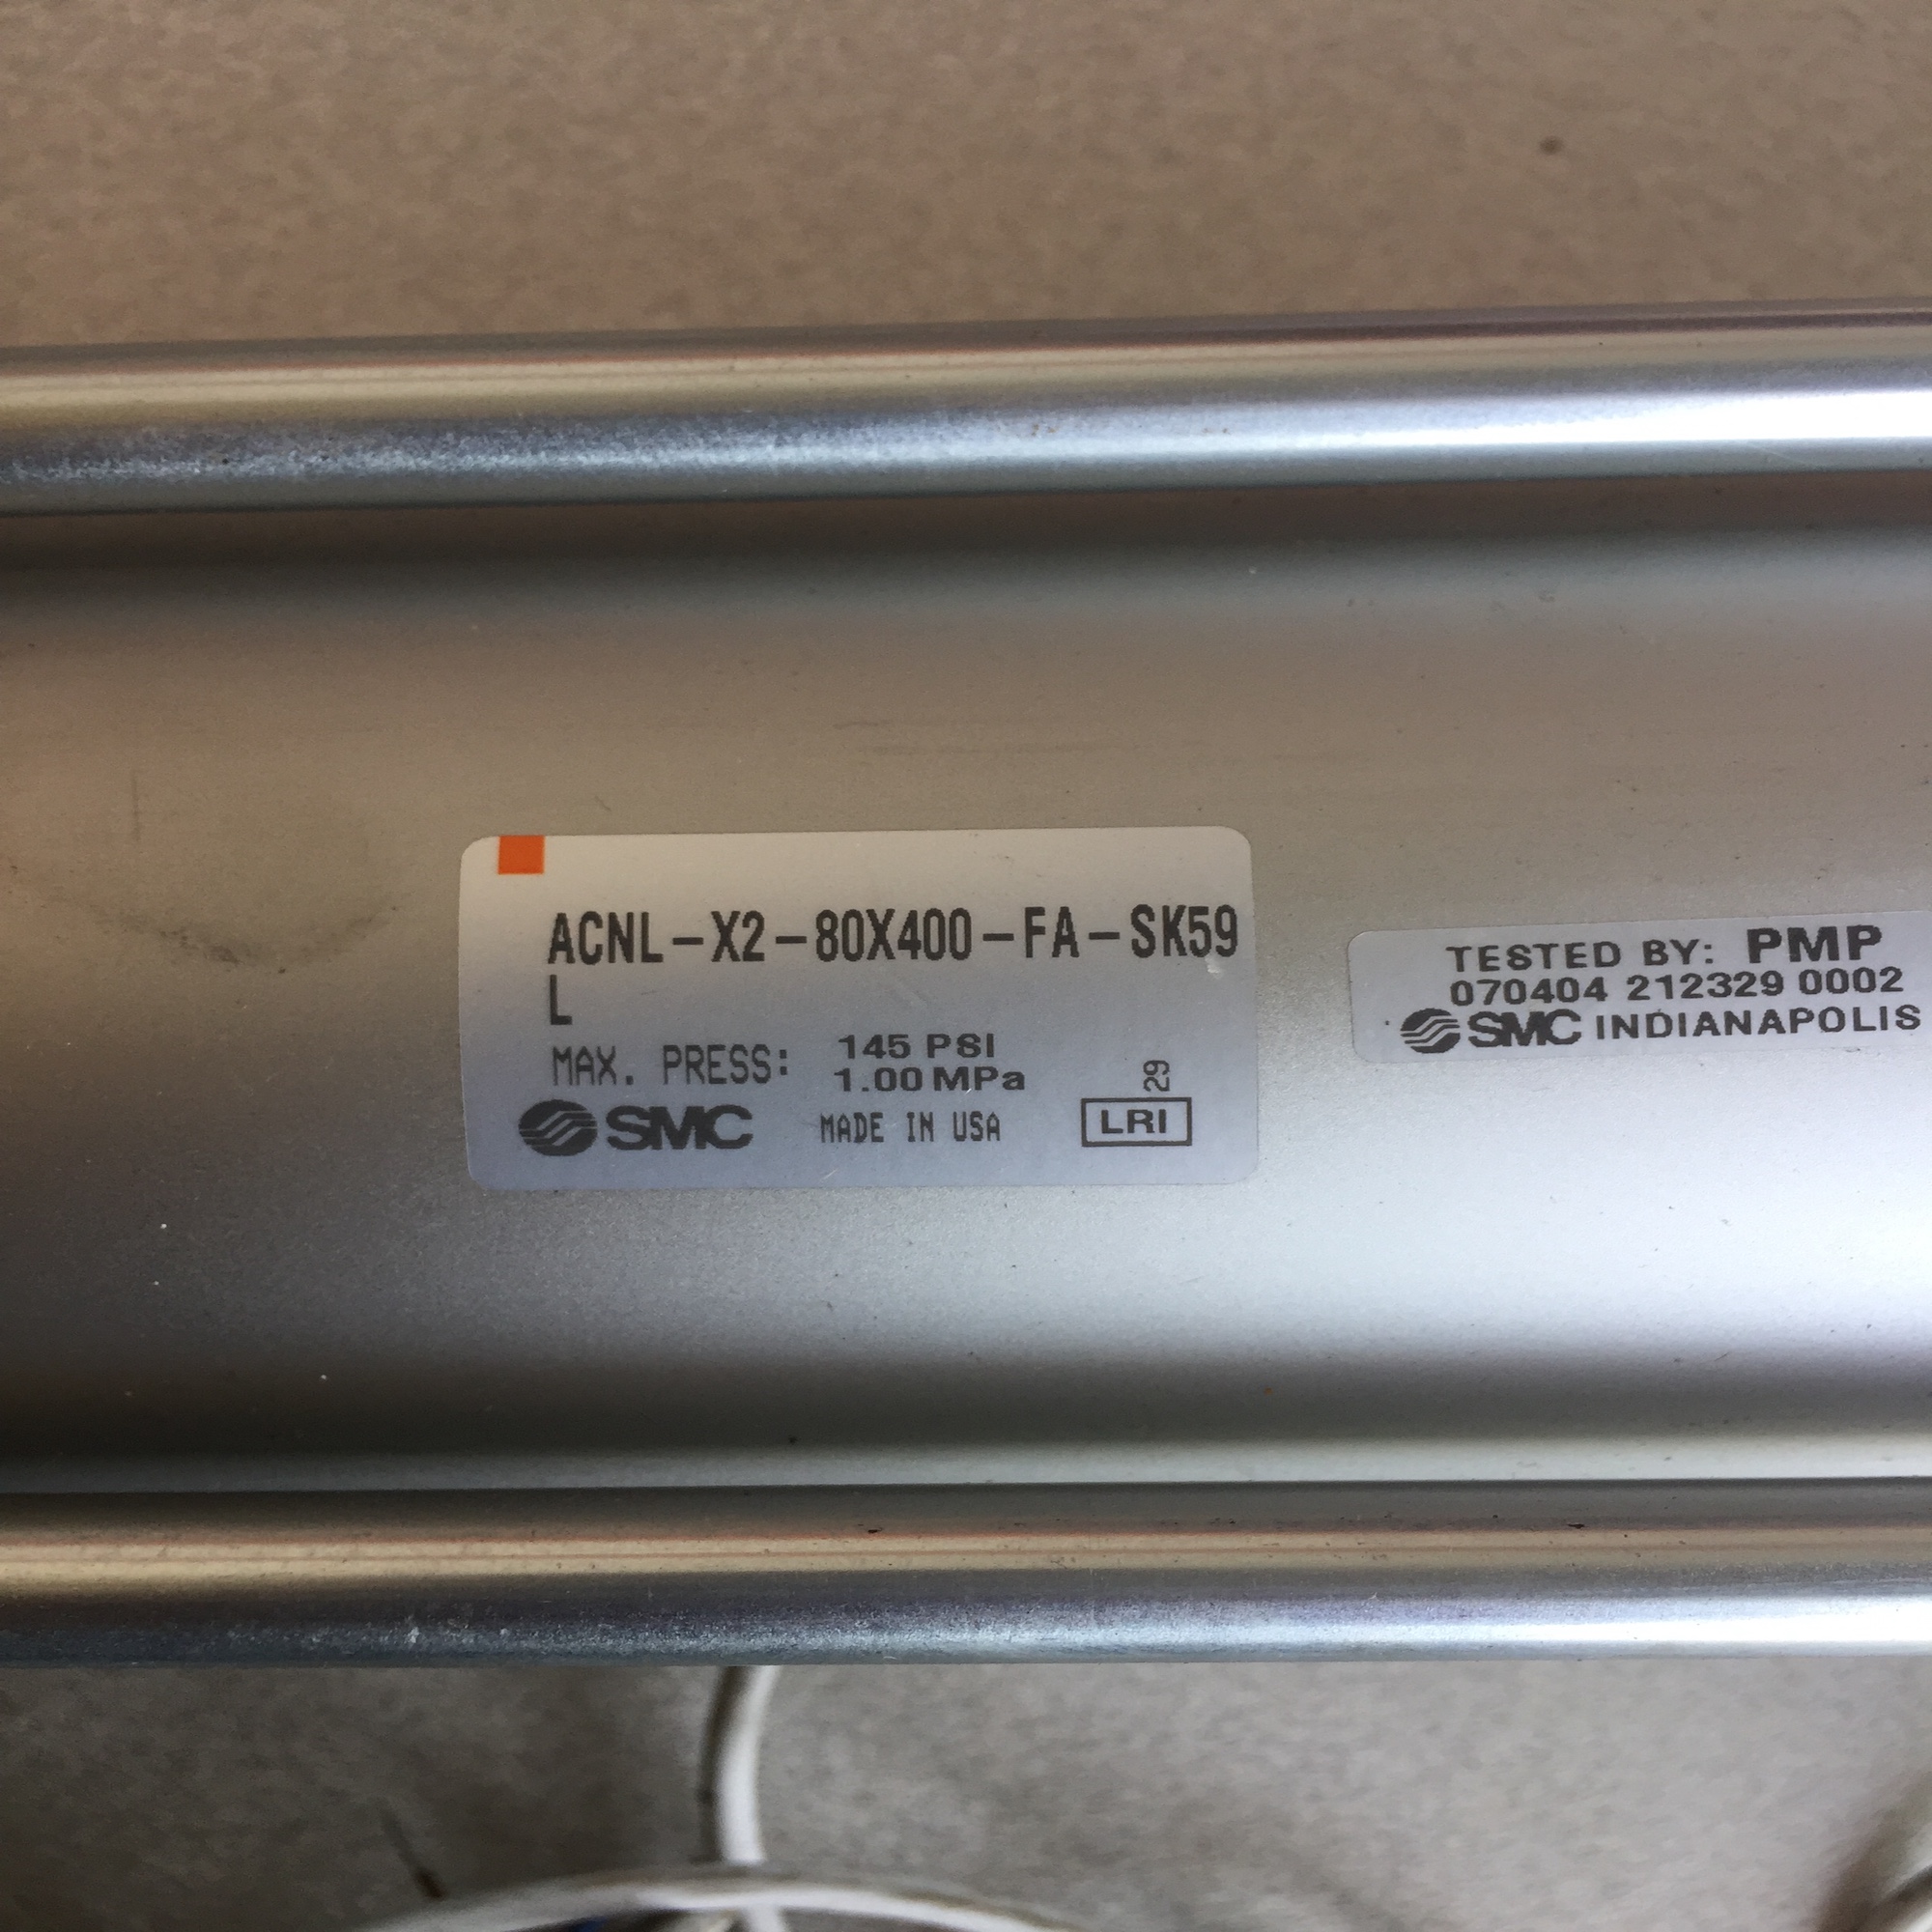 ACNL-X2-80X400-FA-SK59
L
MAX. PRESS: 145 PSI
1.00 MPa
29
SMC MADE IN USA LRI
TESTED BY: PMP
070404 212329 0002
SMC INDIANAPOLIS